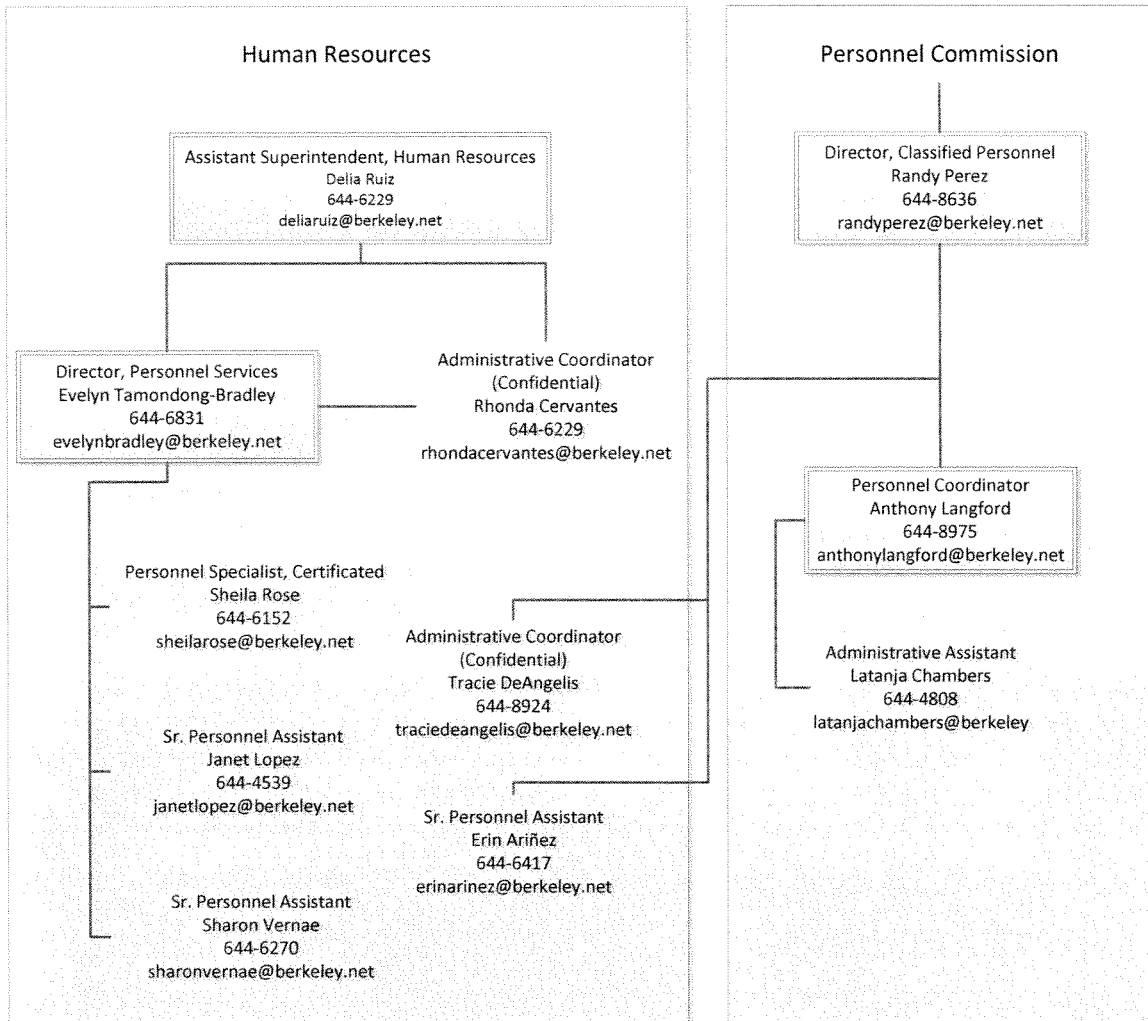 Human Resources
Assistant Superintendent, Human Resources
Delia Ruiz
644-6229
deliaruiz@berkeley.net
Director, Personnel Services
Evelyn Tamondong-Bradley
644-6831
evelynbradley@berkeley.net
Administrative Coordinator
(Confidential)
Rhonda Cervantes
644-6229
rhondacervantes@berkeley.net
Personnel Specialist, Certificated
Sheila Rose
644-6152
sheilarose@berkeley.net
Sr. Personnel Assistant
Janet Lopez
644-4539
janetlopez@berkeley.net
Sr. Personnel Assistant
Sharon Vernae
644-6270
sharonvernae@berkeley.net
Administrative Coordinator
(Confidential)
Tracie DeAngelis
644-8924
traciedeangelis@berkeley.net
Sr. Personnel Assistant
Erin Ariñez
644-6417
erinarinez@berkeley.net
Personnel Commission
Director, Classified Personnel
Randy Perez
644-8636
randyperez@berkeley.net
Personnel Coordinator
Anthony Langford
644-8975
anthonylangford@berkeley.net
Administrative Assistant
Latanja Chambers
644-4808
latanjachambers@berkeley